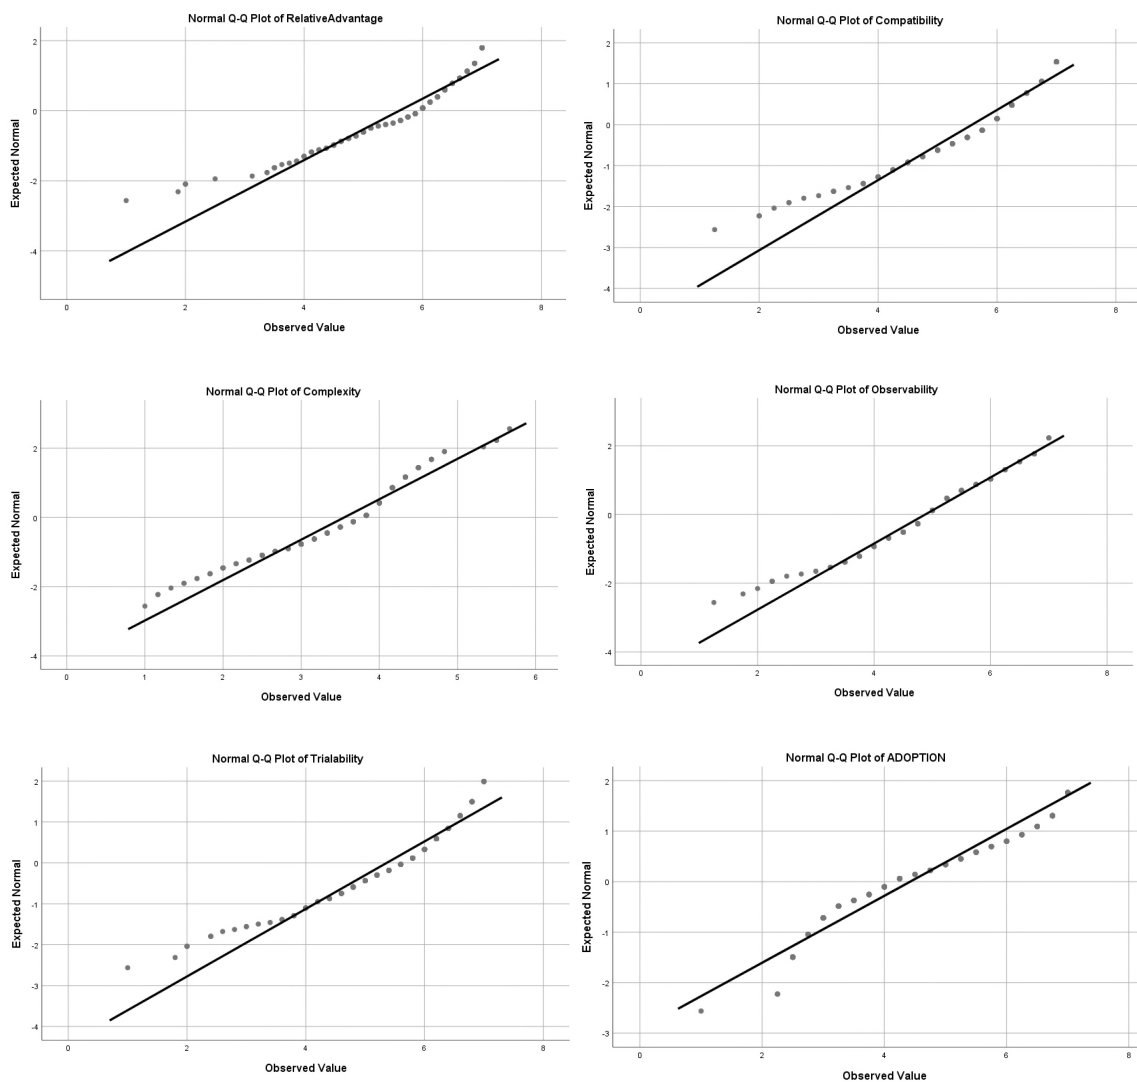 Normal Q-Q Plot of RelativeAdvantage
Expected Normal
2
0
-2
-4
0 2 4 6 8
Observed Value
Normal Q-Q Plot of Compatibility
Expected Normal
2
1
0
-1
-2
-3
-4
0 2 4 6 8
Observed Value
Normal Q-Q Plot of Complexity
Expected Normal
2
0
-2
-4
0 1 2 3 4 5 6
Observed Value
Normal Q-Q Plot of Observability
Expected Normal
2
0
-2
-4
0 2 4 6 8
Observed Value
Normal Q-Q Plot of Trialability
Expected Normal
2
1
0
-1
-2
-3
-4
0 2 4 6 8
Observed Value
Normal Q-Q Plot of ADOPTION
Expected Normal
2
1
0
-1
-2
-3
0 2 4 6 8
Observed Value